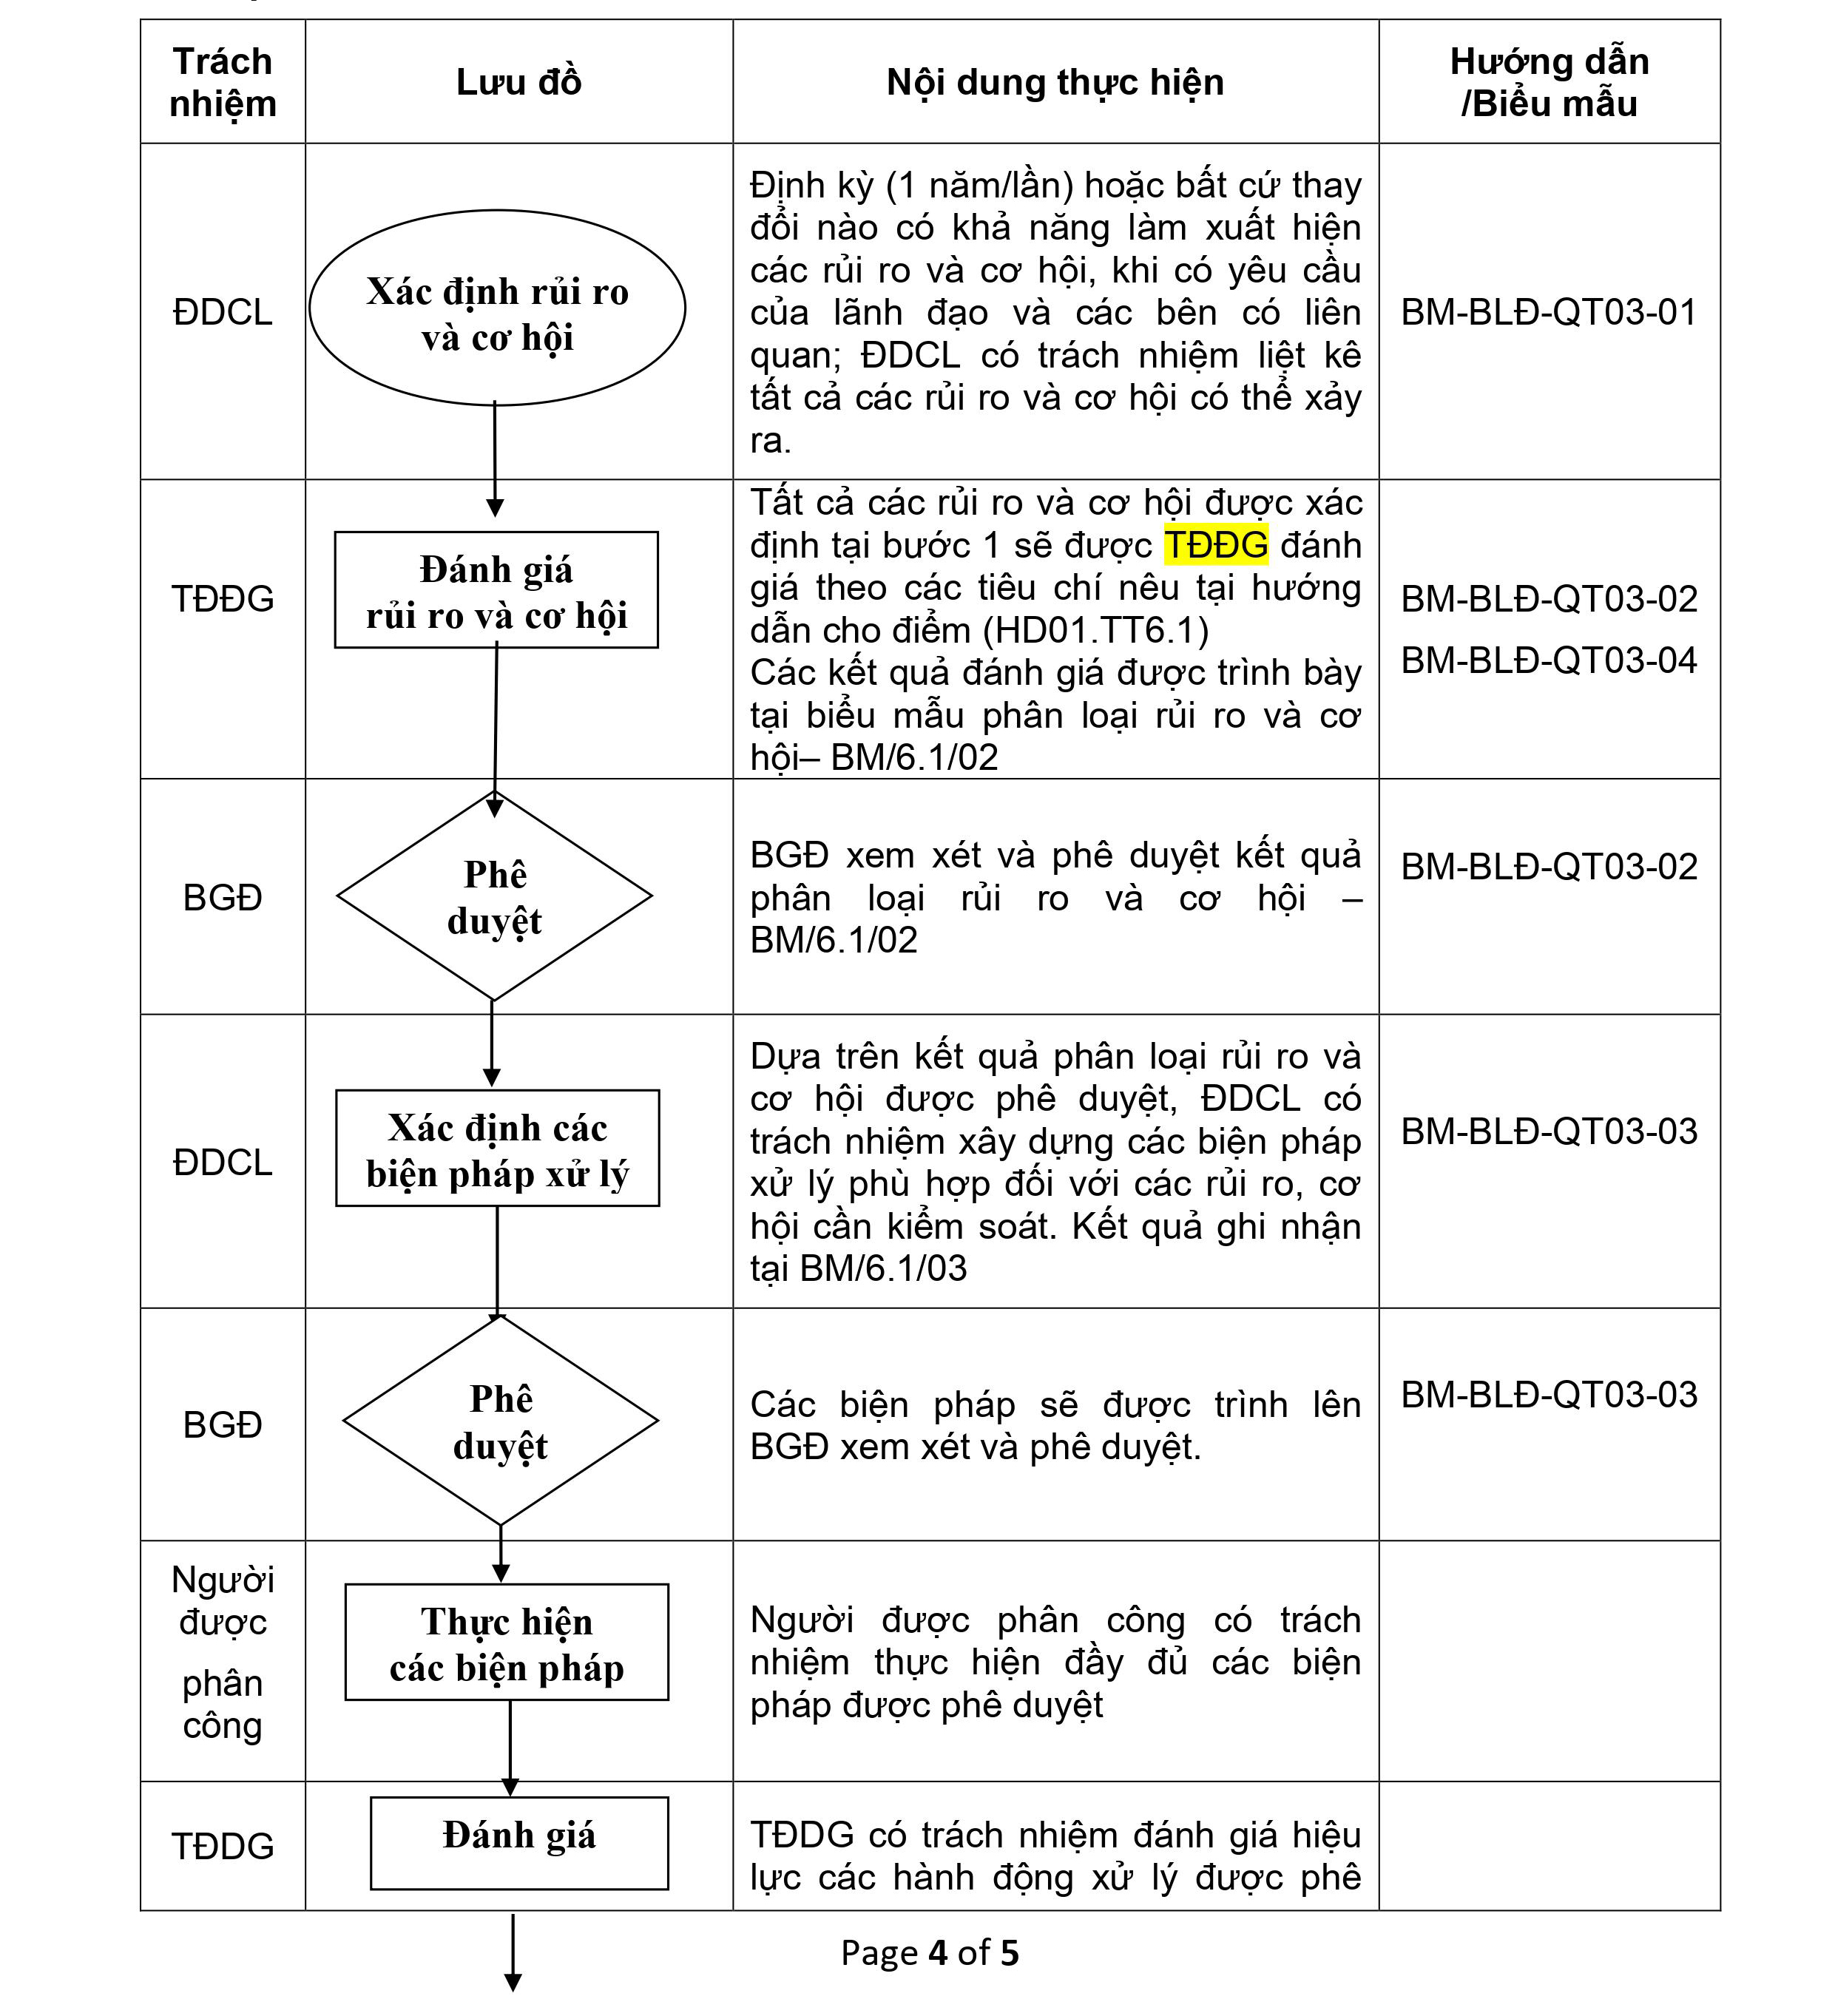 Trách
nhiệm
Lưu đồ
Nội dung thực hiện
Hướng dẫn
/Biểu mẫu
ĐDCL
Xác định rủi ro
và cơ hội
Định kỳ (1 năm/lần) hoặc bất cứ thay
đổi nào có khả năng làm xuất hiện
các rủi ro và cơ hội, khi có yêu cầu
của lãnh đạo và các bên có liên
quan; ĐDCL có trách nhiệm liệt kê
tất cả các rủi ro và cơ hội có thể xảy
ra.
BM-BLĐ-QT03-01
TĐĐG
Đánh giá
rủi ro và cơ hội
Tất cả các rủi ro và cơ hội được xác
định tại bước 1 sẽ được TĐĐG đánh
giá theo các tiêu chí nêu tại hướng
dẫn cho điểm (HD01.TT6.1)
Các kết quả đánh giá được trình bày
tại biểu mẫu phân loại rủi ro và cơ
hội– BM/6.1/02
BM-BLĐ-QT03-02
BM-BLĐ-QT03-04
BGĐ
Phê
duyệt
BGĐ xem xét và phê duyệt kết quả
phân loại rủi ro và cơ hội –
BM/6.1/02
BM-BLĐ-QT03-02
ĐDCL
Xác định các
biện pháp xử lý
Dựa trên kết quả phân loại rủi ro và
cơ hội được phê duyệt, ĐDCL có
trách nhiệm xây dựng các biện pháp
xử lý phù hợp đối với các rủi ro, cơ
hội cần kiểm soát. Kết quả ghi nhận
tại BM/6.1/03
BM-BLĐ-QT03-03
BGĐ
Phê
duyệt
Các biện pháp sẽ được trình lên
BGĐ xem xét và phê duyệt.
BM-BLĐ-QT03-03
Người
được
phân
công
Thực hiện
các biện pháp
Người được phân công có trách
nhiệm thực hiện đầy đủ các biện
pháp được phê duyệt
TĐDG
Đánh giá
TĐDG có trách nhiệm đánh giá hiệu
lực các hành động xử lý được phê
Page 4 of 5